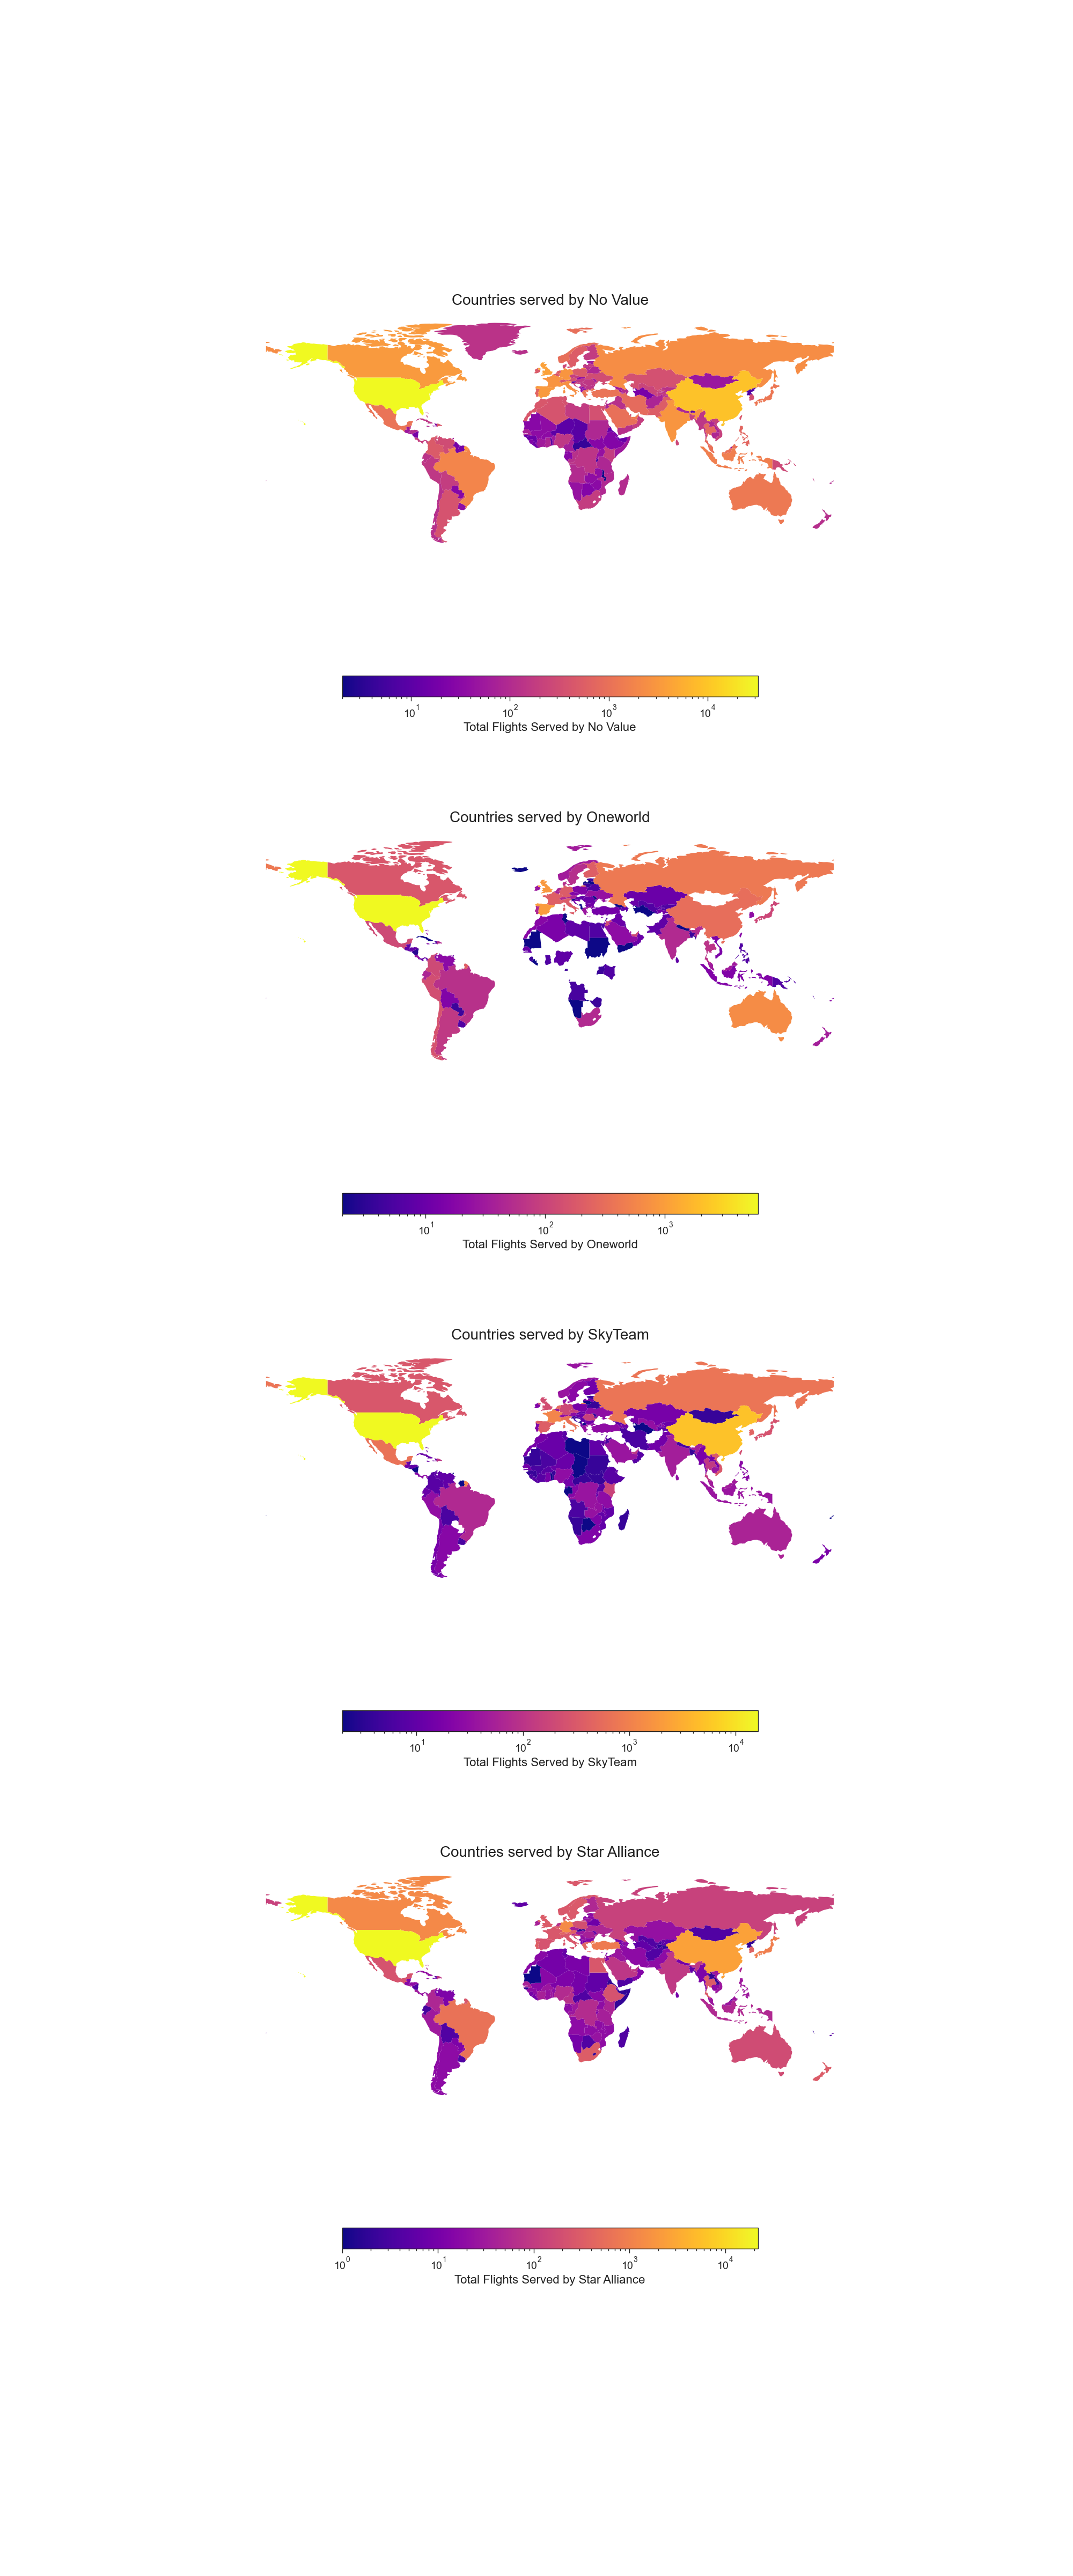 Countries served by No Value
10^1 10^2 10^3 10^4
Total Flights Served by No Value
Countries served by Oneworld
10^1 10^2 10^3
Total Flights Served by Oneworld
Countries served by SkyTeam
10^1 10^2 10^3 10^4
Total Flights Served by SkyTeam
Countries served by Star Alliance
10^0 10^1 10^2 10^3 10^4
Total Flights Served by Star Alliance